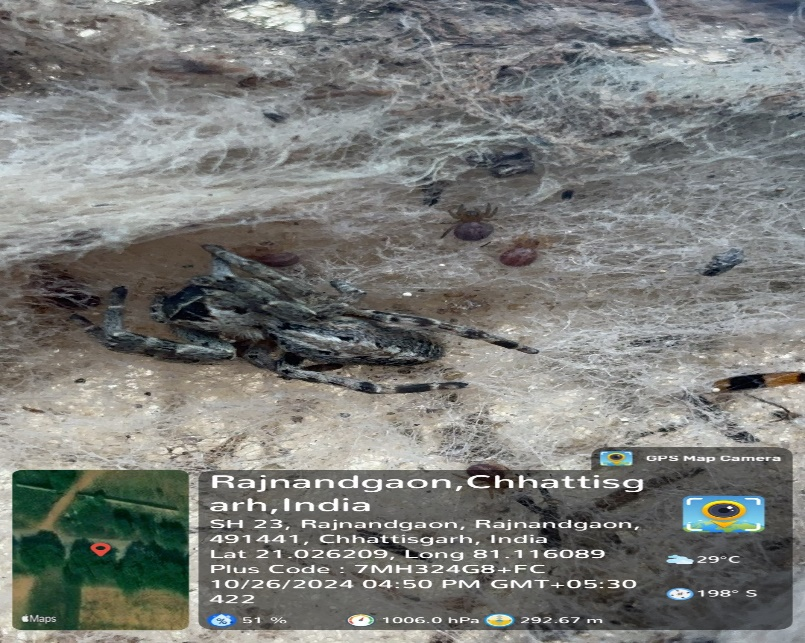 GPS Map Camera
Rajnandgaon,Chhattisg
arh,India
SH 23, Rajnandgaon, Rajnandgaon,
491441, Chhattisgarh, India
Lat 21.026209, Long 81.116089
Plus Code : 7MH324G8+FC
10/26/2024 04:50 PM GMT+05:30
422
29°C
198° S
Maps
51 %
1006.0 hPa
292.67 m